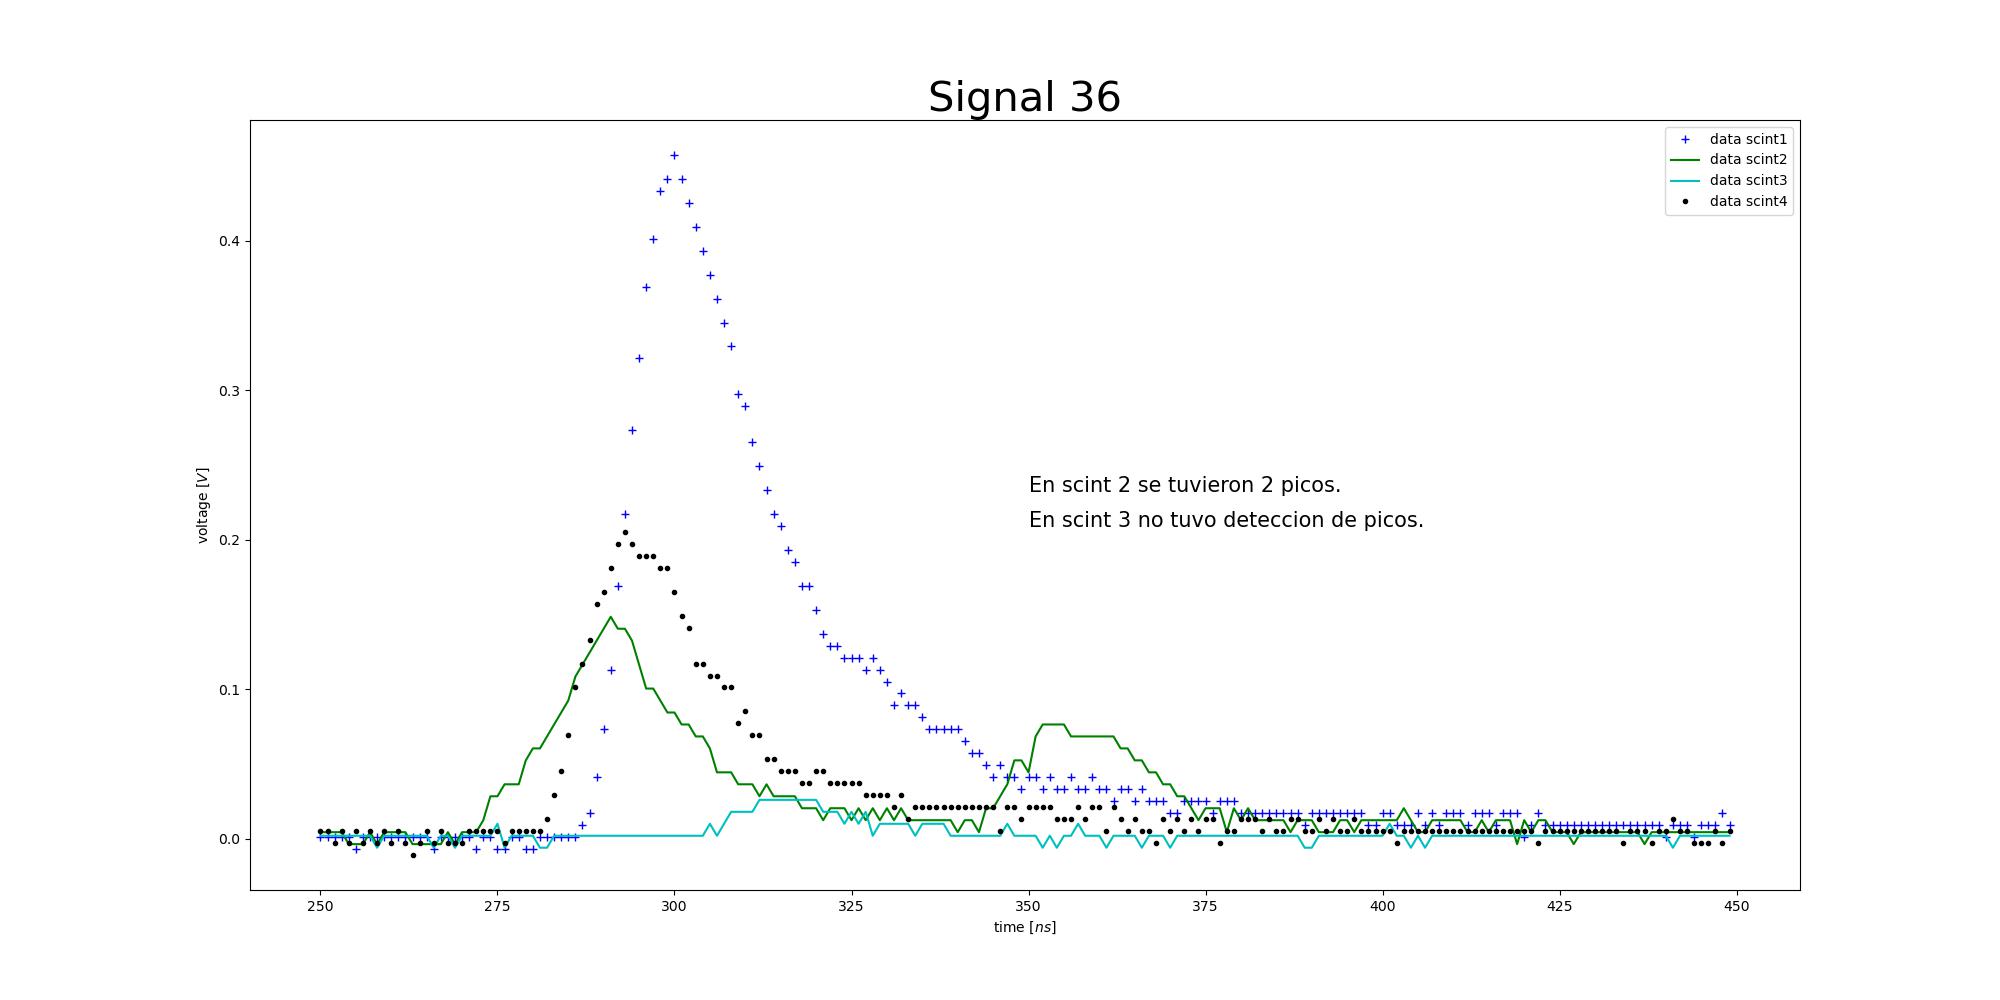 Signal 36
data scint1
data scint2
data scint3
data scint4
voltage [V]
0.4
0.3
0.2
0.1
0.0
En scint 2 se tuvieron 2 picos.
En scint 3 no tuvo deteccion de picos.
250 275 300 325 350 375 400 425 450
time [ns]